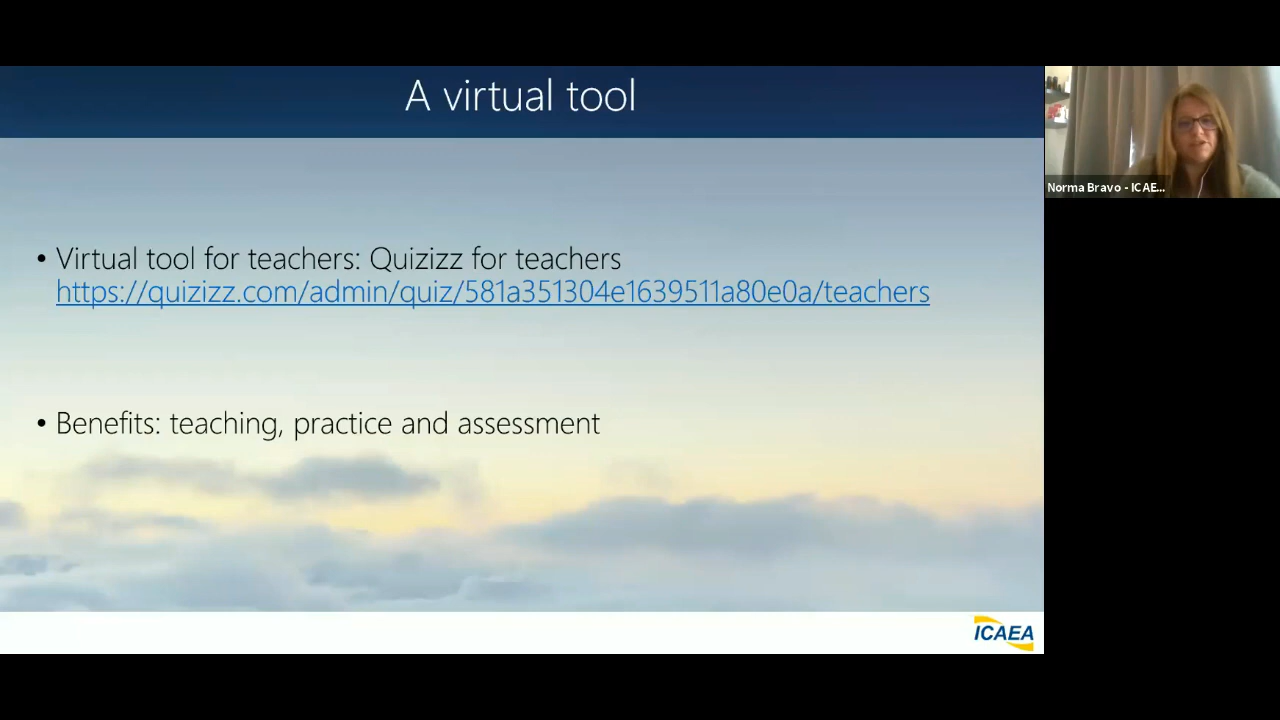 A virtual tool
• Virtual tool for teachers: Quizizz for teachers
https://quizizz.com/admin/quiz/581a351304e1639511a80e0a/teachers
• Benefits: teaching, practice and assessment
Norma Bravo - ICAE...
ICAEA